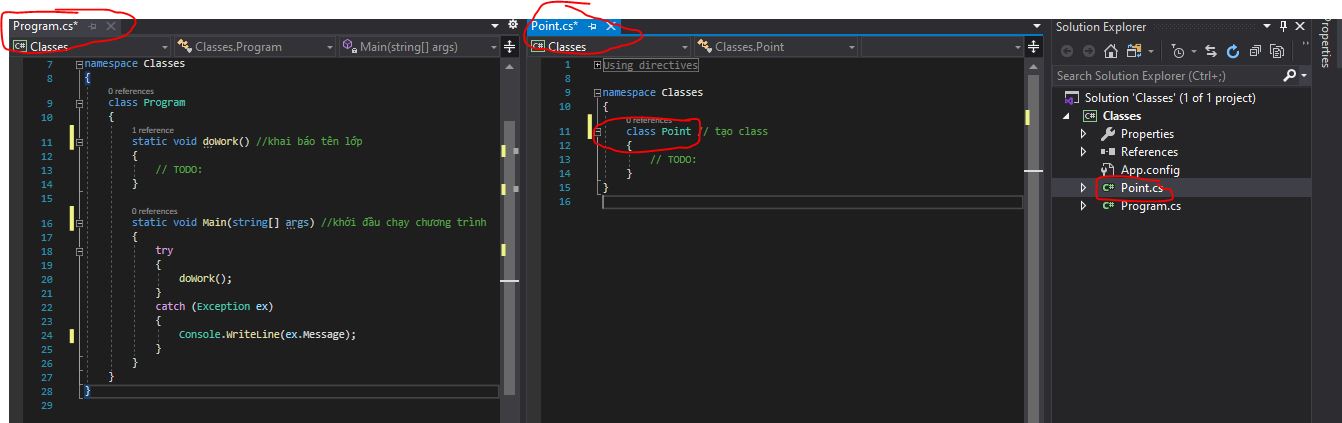 Program.cs*
Classes
Classes.Program
Main(string[] args)
7 namespace Classes
8 {
0 references
9 class Program
10 {
1 reference
11 static void doWork() //khai báo tên lớp
12 {
13 // TODO:
14 }
15
0 references
16 static void Main(string[] args) //khởi đầu chạy chương trình
17 {
18 try
19 {
20 doWork();
21 }
22 catch (Exception ex)
23 {
24 Console.WriteLine(ex.Message);
25 }
26 }
27 }
28 }
29
Point.cs*
Classes
Classes.Point
1 Using directives
8
9 namespace Classes
10 {
0 references
11 class Point // tạo class
12 {
13 // TODO:
14 }
15 }
16
Solution Explorer
Search Solution Explorer (Ctrl+;)
Solution 'Classes' (1 of 1 project)
C# Classes
Properties
References
App.config
C# Point.cs
C# Program.cs
Properties